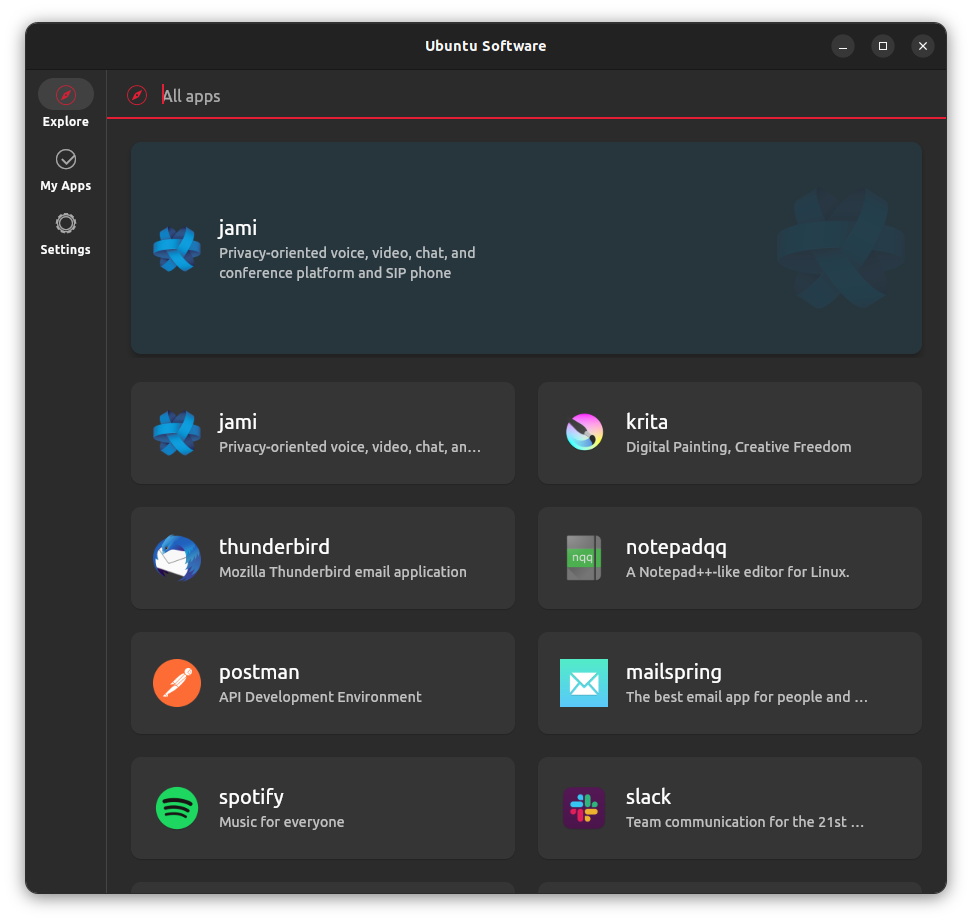 Ubuntu Software
Explore
My Apps
Settings
All apps
jami
Privacy-oriented voice, video, chat, and
conference platform and SIP phone
jami
Privacy-oriented voice, video, chat, an…
krita
Digital Painting, Creative Freedom
thunderbird
Mozilla Thunderbird email application
nqq
notepadqq
A Notepad++-like editor for Linux.
postman
API Development Environment
mailspring
The best email app for people and …
spotify
Music for everyone
slack
Team communication for the 21st …